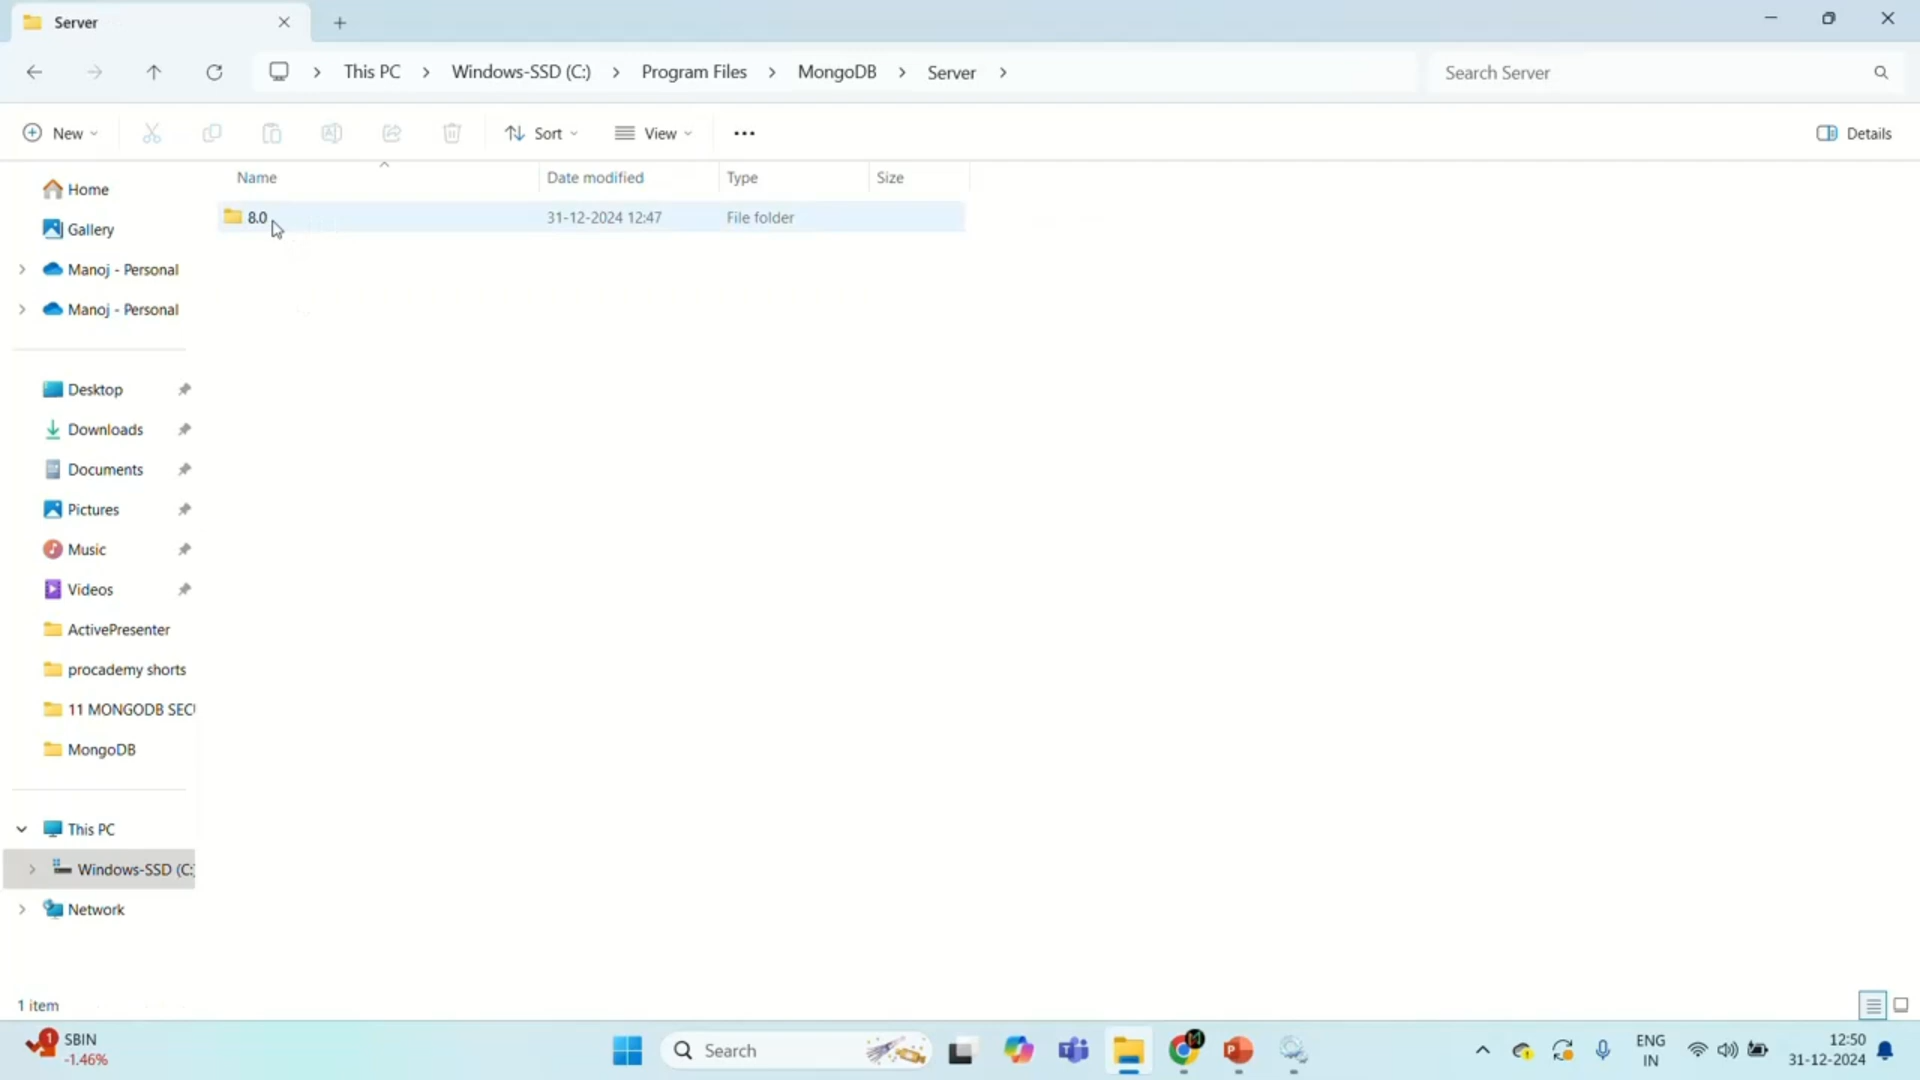 Server
This PC
Windows-SSD (C:)
Program Files
MongoDB
Server
Search Server
New
Sort
View
Details
Name
Date modified
Type
Size
8.0
31-12-2024 12:47
File folder
Home
Gallery
Manoj - Personal
Manoj - Personal
Desktop
Downloads
Documents
Pictures
Music
Videos
ActivePresenter
procademy shorts
11 MONGODB SEC
MongoDB
This PC
Windows-SSD (C:
Network
1 item
1
SBIN
-1.46%
Search
ENG
IN
12:50
31-12-2024